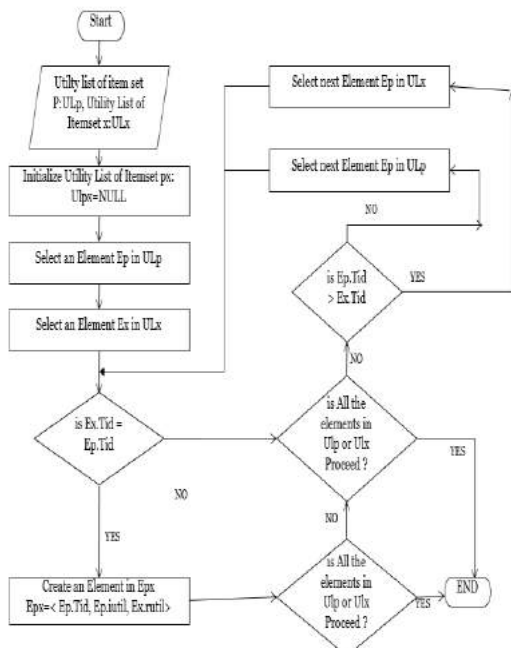 Start
Utilty list of item set
P:ULp, Utility List of
Itemset x:ULx
Initialize Utility List of Itemset px:
Ulpx=NULL
Select an Element Ep in ULp
Select an Element Ex in ULx
is Ex.Tid =
Ep.Tid
NO
YES
Create an Element in Epx
Epx=< Ep.Tid, Ep.iutil, Ex.rutil>
Select next Element Ep in ULx
Select next Element Ep in ULp
NO
is Ep.Tid
> Ex.Tid
YES
NO
is All the
elements in
Ulp or Ulx
Proceed ?
YES
NO
is All the
elements in
Ulp or Ulx
Proceed ?
YES
END